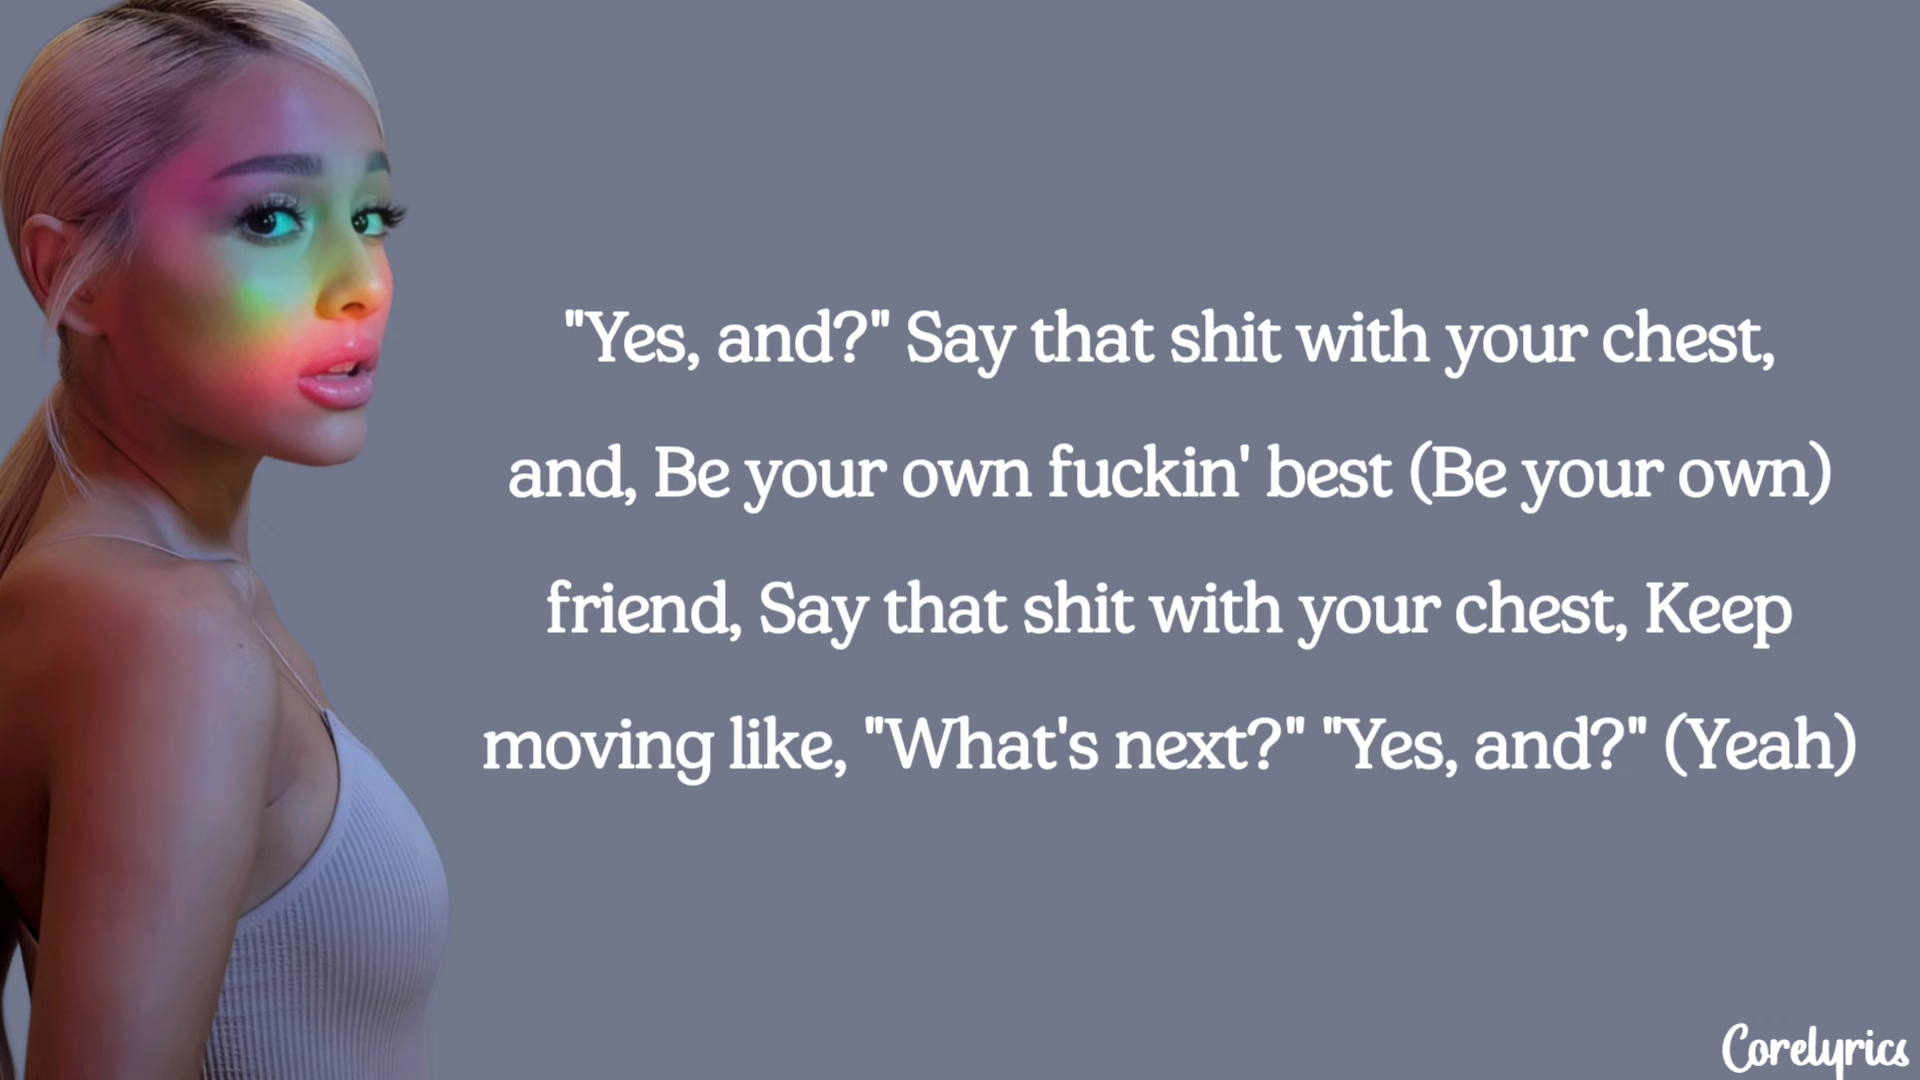 "Yes, and?" Say that shit with your chest,
and, Be your own fuckin' best (Be your own)
friend, Say that shit with your chest, Keep
moving like, "What's next?" "Yes, and?" (Yeah)
Corelyrics